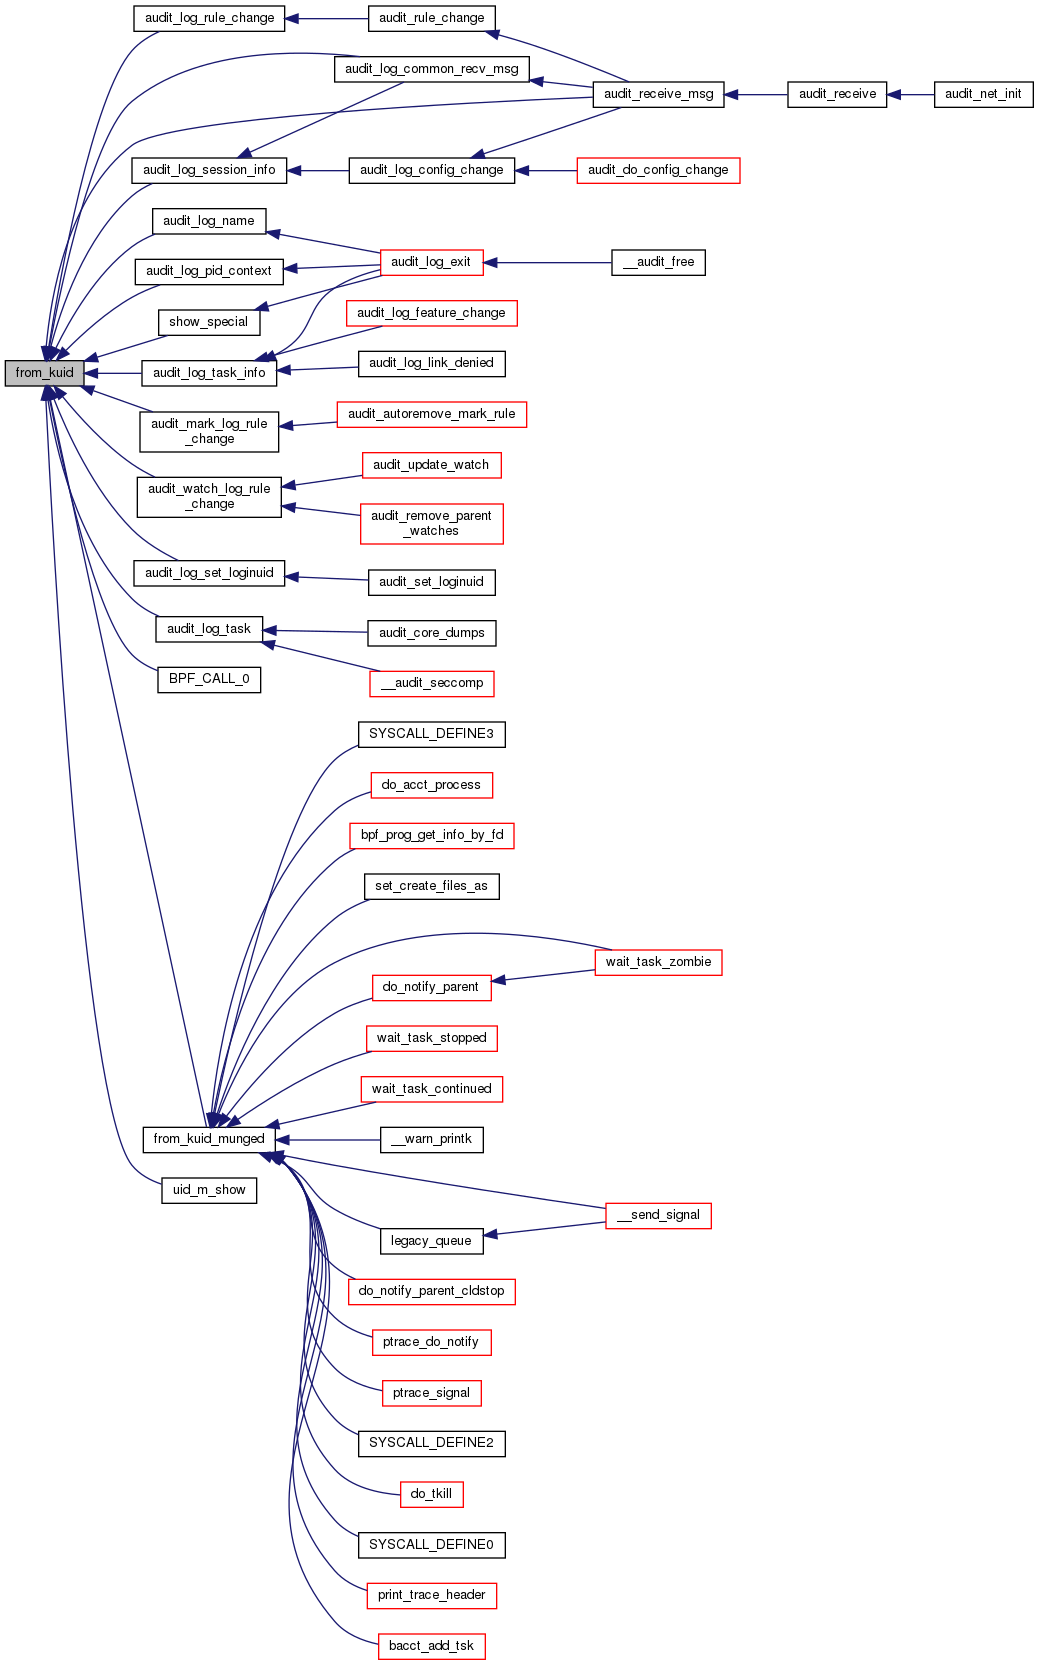 audit_log_rule_change
audit_rule_change
audit_log_common_recv_msg
audit_receive_msg
audit_receive
audit_net_init
audit_log_session_info
audit_log_config_change
audit_do_config_change
audit_log_name
audit_log_exit
__audit_free
audit_log_pid_context
show_special
audit_log_feature_change
from_kuid
audit_log_task_info
audit_log_link_denied
audit_mark_log_rule
_change
audit_autoremove_mark_rule
audit_watch_log_rule
_change
audit_update_watch
audit_remove_parent
_watches
audit_log_set_loginuid
audit_set_loginuid
audit_log_task
audit_core_dumps
BPF_CALL_0
__audit_seccomp
SYSCALL_DEFINE3
do_acct_process
bpf_prog_get_info_by_fd
set_create_files_as
wait_task_zombie
do_notify_parent
wait_task_stopped
wait_task_continued
from_kuid_munged
__warn_printk
uid_m_show
__send_signal
legacy_queue
do_notify_parent_cldstop
ptrace_do_notify
ptrace_signal
SYSCALL_DEFINE2
do_tkill
SYSCALL_DEFINE0
print_trace_header
bacct_add_tsk